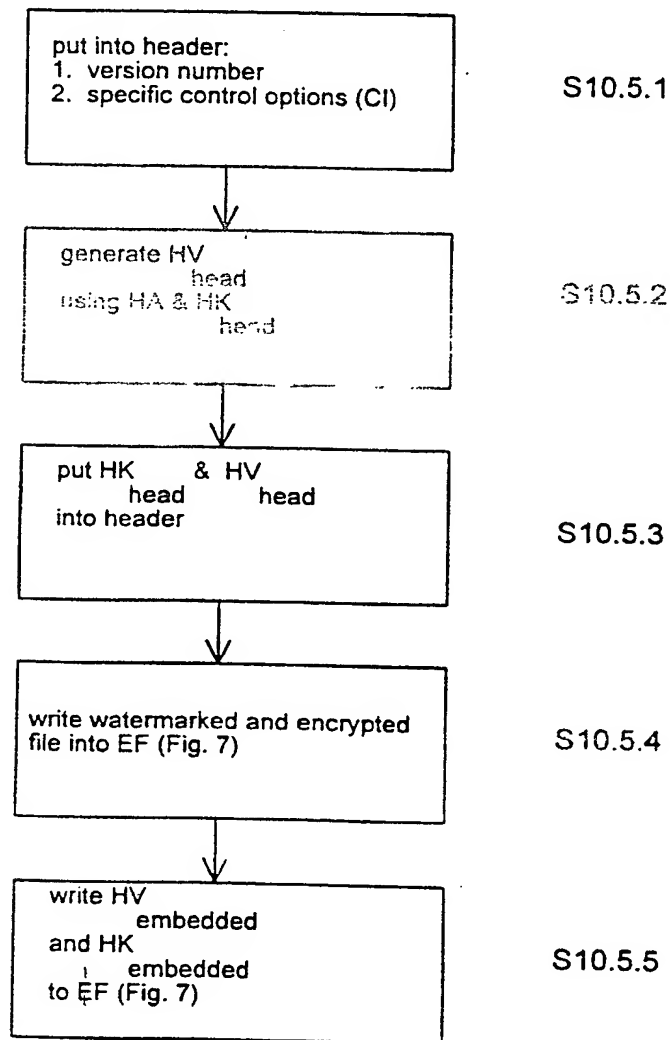 put into header:
1. version number
2. specific control options (CI)
S10.5.1
generate HV
head
using HA & HK
head
S10.5.2
put HK & HV
head head
into header
S10.5.3
write watermarked and encrypted
file into EF (Fig. 7)
S10.5.4
write HV
embedded
and HK
embedded
to EF (Fig. 7)
S10.5.5